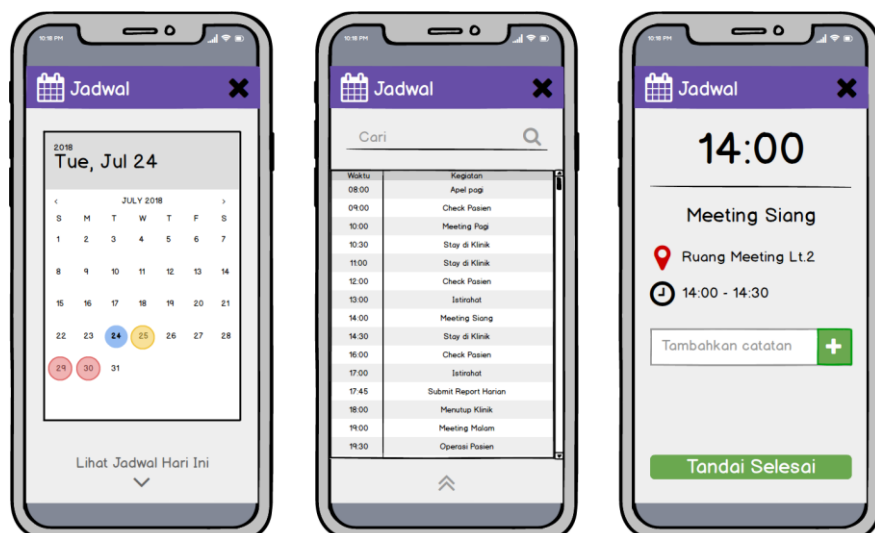 10:18 PM
Jadwal
2018
Tue, Jul 24
< JULY 2018 >
S M T W T F S
1 2 3 4 5 6 7
8 9 10 11 12 13 14
15 16 17 18 19 20 21
22 23 24 25 26 27 28
29 30 31
Lihat Jadwal Hari Ini
10:18 PM
Jadwal
Cari
Waktu Kegiatan
08:00 Apel pagi
09:00 Check Pasien
10:00 Meeting Pagi
10:30 Stay di Klinik
11:00 Stay di Klinik
12:00 Check Pasien
13:00 Istirahat
14:00 Meeting Siang
14:30 Stay di Klinik
16:00 Check Pasien
17:00 Istirahat
17:45 Submit Report Harian
18:00 Menutup Klinik
19:00 Meeting Malam
19:30 Operasi Pasien
10:18 PM
Jadwal
14:00
Meeting Siang
Ruang Meeting Lt.2
14:00 - 14:30
Tambahkan catatan
Tandai Selesai